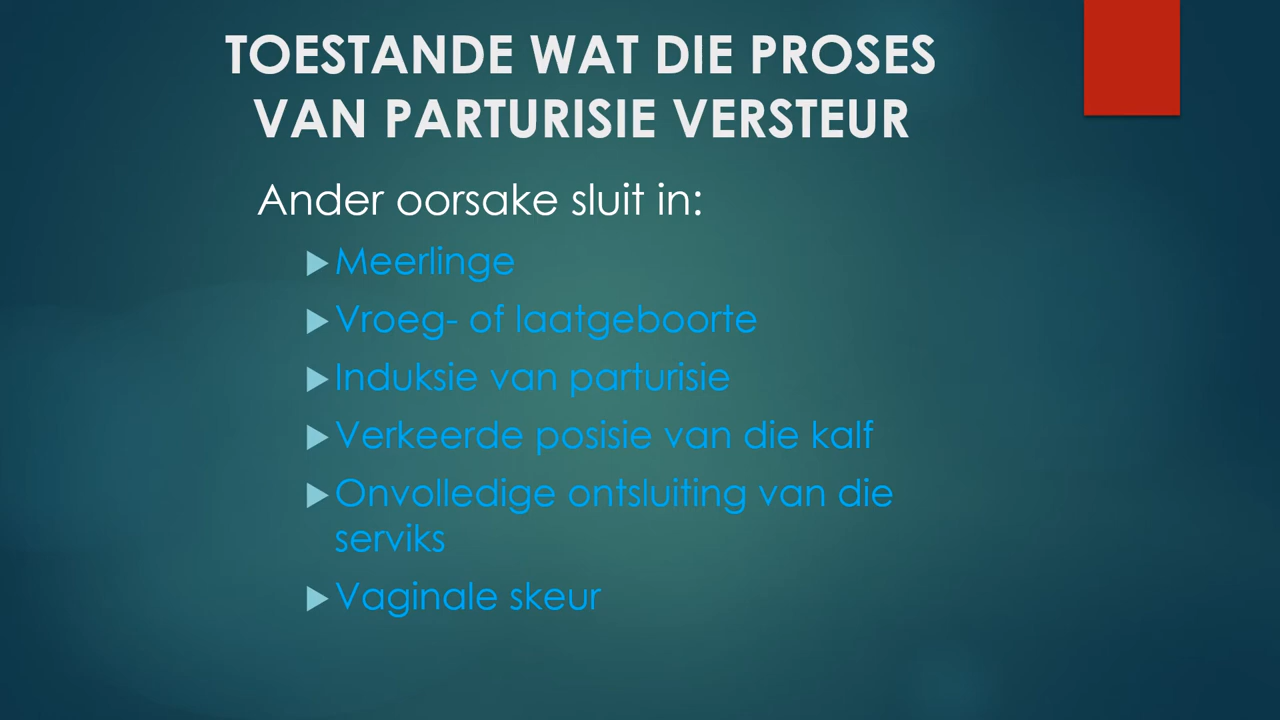 TOESTANDE WAT DIE PROSES
VAN PARTURISIE VERSTEUR
Ander oorsake sluit in:
Meerlinge
Vroeg- of laatgeboorte
Induksie van parturisie
Verkeerde posisie van die kalf
Onvolledige ontsluiting van die
serviks
Vaginale skeur